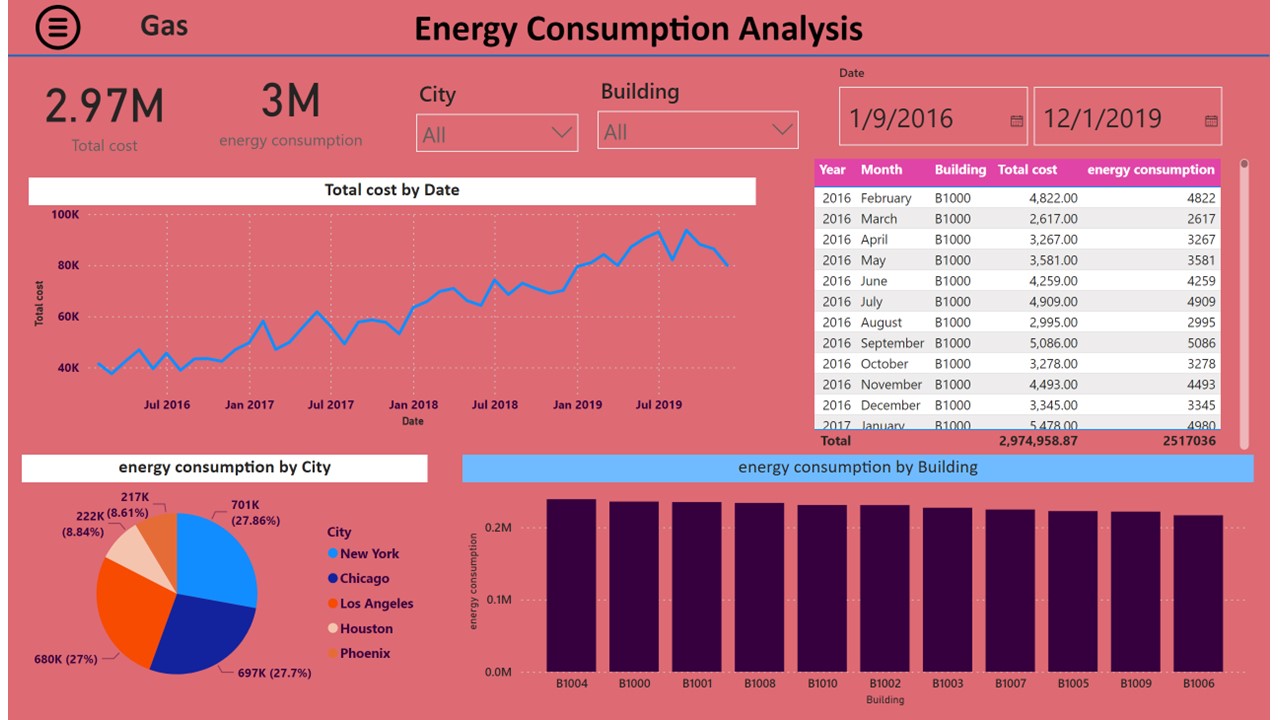 Gas
Energy Consumption Analysis
2.97M
Total cost
3M
energy consumption
City
All
Building
All
Date
1/9/2016
12/1/2019
Total cost by Date
100K
80K
60K
40K
Total cost
Jul 2016 Jan 2017 Jul 2017 Jan 2018 Jul 2018 Jan 2019 Jul 2019
Date
Year Month Building Total cost energy consumption
2016 February B1000 4,822.00 4822
2016 March B1000 2,617.00 2617
2016 April B1000 3,267.00 3267
2016 May B1000 3,581.00 3581
2016 June B1000 4,259.00 4259
2016 July B1000 4,909.00 4909
2016 August B1000 2,995.00 2995
2016 September B1000 5,086.00 5086
2016 October B1000 3,278.00 3278
2016 November B1000 4,493.00 4493
2016 December B1000 3,345.00 3345
2017 January B1000 5,478.00 4980
Total 2,974,958.87 2517036
energy consumption by City
217K
(8.61%)
222K
(8.84%)
701K
(27.86%)
680K (27%)
697K (27.7%)
City
New York
Chicago
Los Angeles
Houston
Phoenix
energy consumption by Building
0.2M
0.1M
0.0M
energy consumption
B1004 B1000 B1001 B1008 B1010 B1002 B1003 B1007 B1005 B1009 B1006
Building